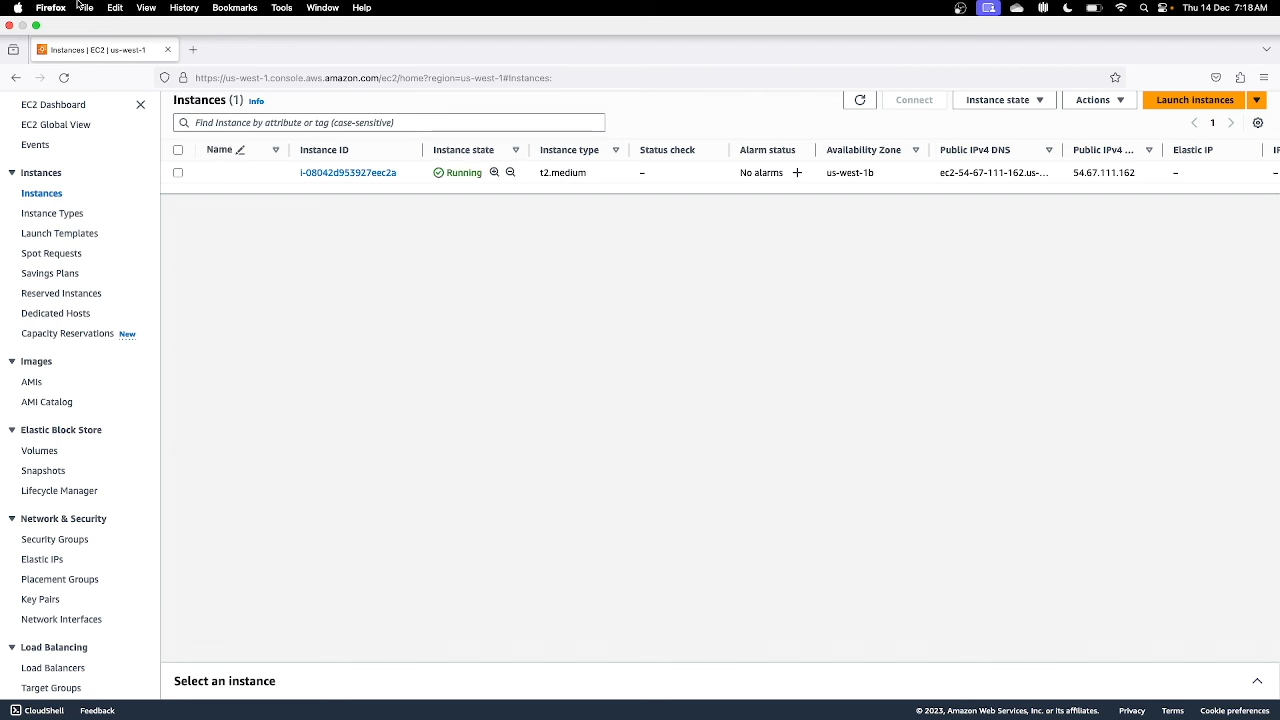 Firefox File Edit View History Bookmarks Tools Window Help Thu 14 Dec 7:18AM
Instances | EC2 | us-west-1
https://us-west-1.console.aws.amazon.com/ec2/home?region=us-west-1#Instances:
EC2 Dashboard
EC2 Global View
Events
Instances
Instances
Instance Types
Launch Templates
Spot Requests
Savings Plans
Reserved Instances
Dedicated Hosts
Capacity Reservations New
Images
AMIs
AMI Catalog
Elastic Block Store
Volumes
Snapshots
Lifecycle Manager
Network & Security
Security Groups
Elastic IPs
Placement Groups
Key Pairs
Network Interfaces
Load Balancing
Load Balancers
Target Groups
Instances (1) Info Connect Instance state Actions Launch instances
Find Instance by attribute or tag (case-sensitive) 1
Name Instance ID Instance state Instance type Status check Alarm status Availability Zone Public IPv4 DNS Public IPv4 ... Elastic IP
i-08042d953927eec2a Running t2.medium – No alarms us-west-1b ec2-54-67-111-162.us-... 54.67.111.162 – –
Select an instance
CloudShell Feedback © 2023, Amazon Web Services, Inc. or its affiliates. Privacy Terms Cookie preferences